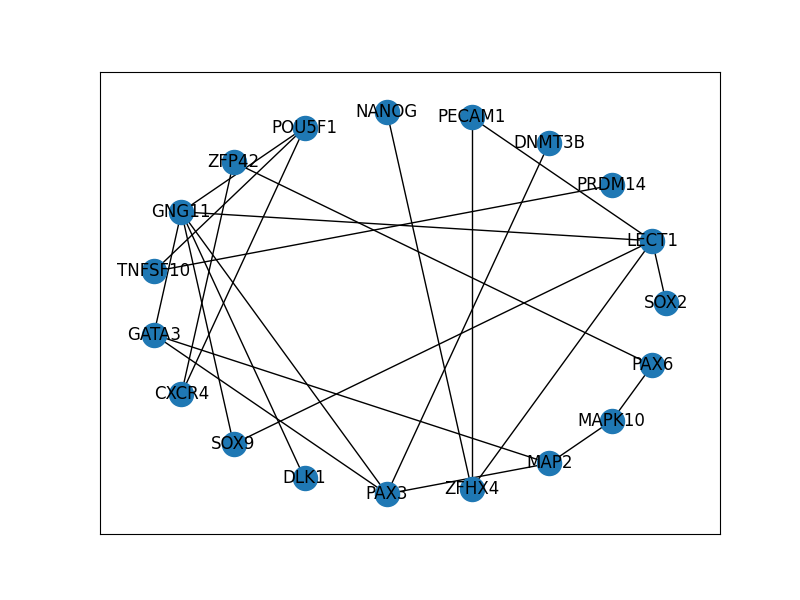 NANOG
PECAM1
POU5F1
DNMT3B
ZFP42
PRDM14
GNG11
LECT1
TNFSF10
SOX2
GATA3
PAX6
CXCR4
MAPK10
SOX9
MAP2
DLK1
PAX3
ZFHX4